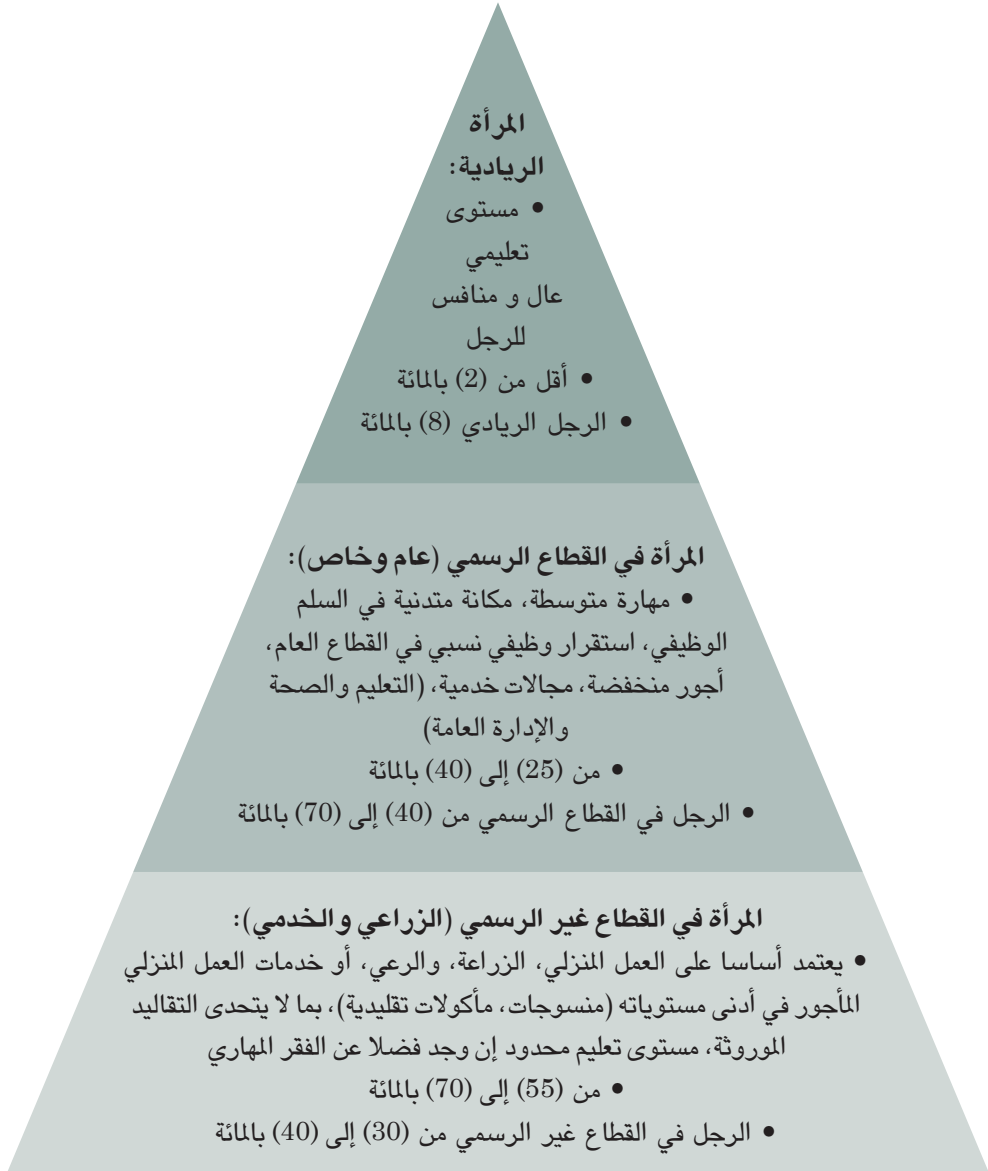 المرأة
الريادية:
• مستوى
تعليمي
عال و منافس
للرجل
• أقل من (2) بالمائة
• الرجل الريادي (8) بالمائة
المرأة في القطاع الرسمي (عام وخاص):
• مهارة متوسطة، مكانة متدنية في السلم
الوظيفي، استقرار وظيفي نسبي في القطاع العام،
أجور منخفضة، مجالات خدمية، (التعليم والصحة
والإدارة العامة)
• من (25) إلى (40) بالمائة
• الرجل في القطاع الرسمي من (40) إلى (70) بالمائة
المرأة في القطاع غير الرسمي (الزراعي والخدمي):
• يعتمد أساسا على العمل المنزلي، الزراعة، والرعي، أو خدمات العمل المنزلي
المأجور في أدنى مستوياته (منسوجات، مأكولات تقليدية)، بما لا يتحدى التقاليد
الموروثة، مستوى تعليم محدود إن وجد فضلا عن الفقر المهاري
• من (55) إلى (70) بالمائة
• الرجل في القطاع غير الرسمي من (30) إلى (40) بالمائة